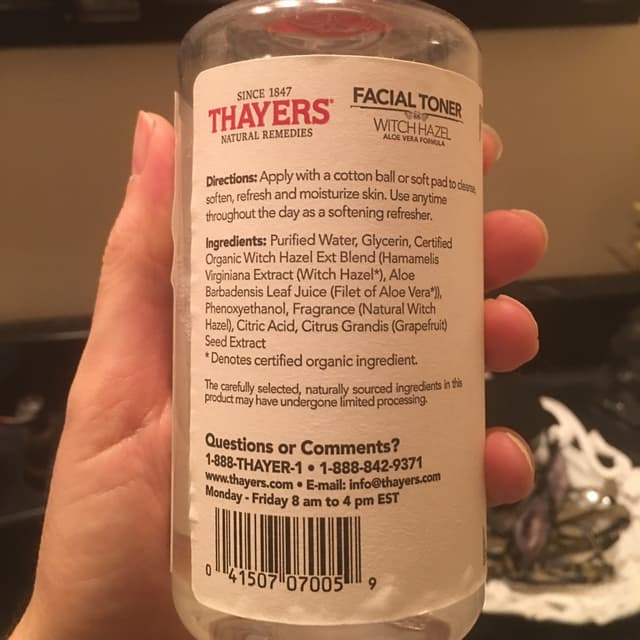 SINCE 1847
THAYERS®
NATURAL REMEDIES
FACIAL TONER
WITCH HAZEL
ALOE VERA FORMULA
Directions: Apply with a cotton ball or soft pad to cleanse,
soften, refresh and moisturize skin. Use anytime
throughout the day as a softening refresher.
Ingredients: Purified Water, Glycerin, Certified
Organic Witch Hazel Ext Blend (Hamamelis
Virginiana Extract (Witch Hazel*), Aloe
Barbadensis Leaf Juice (Filet of Aloe Vera*)),
Phenoxyethanol, Fragrance (Natural Witch
Hazel), Citric Acid, Citrus Grandis (Grapefruit)
Seed Extract
*Denotes certified organic ingredient.
The carefully selected, naturally sourced ingredients in this
product may have undergone limited processing.
Questions or Comments?
1-888-THAYER-1 • 1-888-842-9371
www.thayers.com • E-mail: info@thayers.com
Monday - Friday 8 am to 4 pm EST
0 41507 07005 9